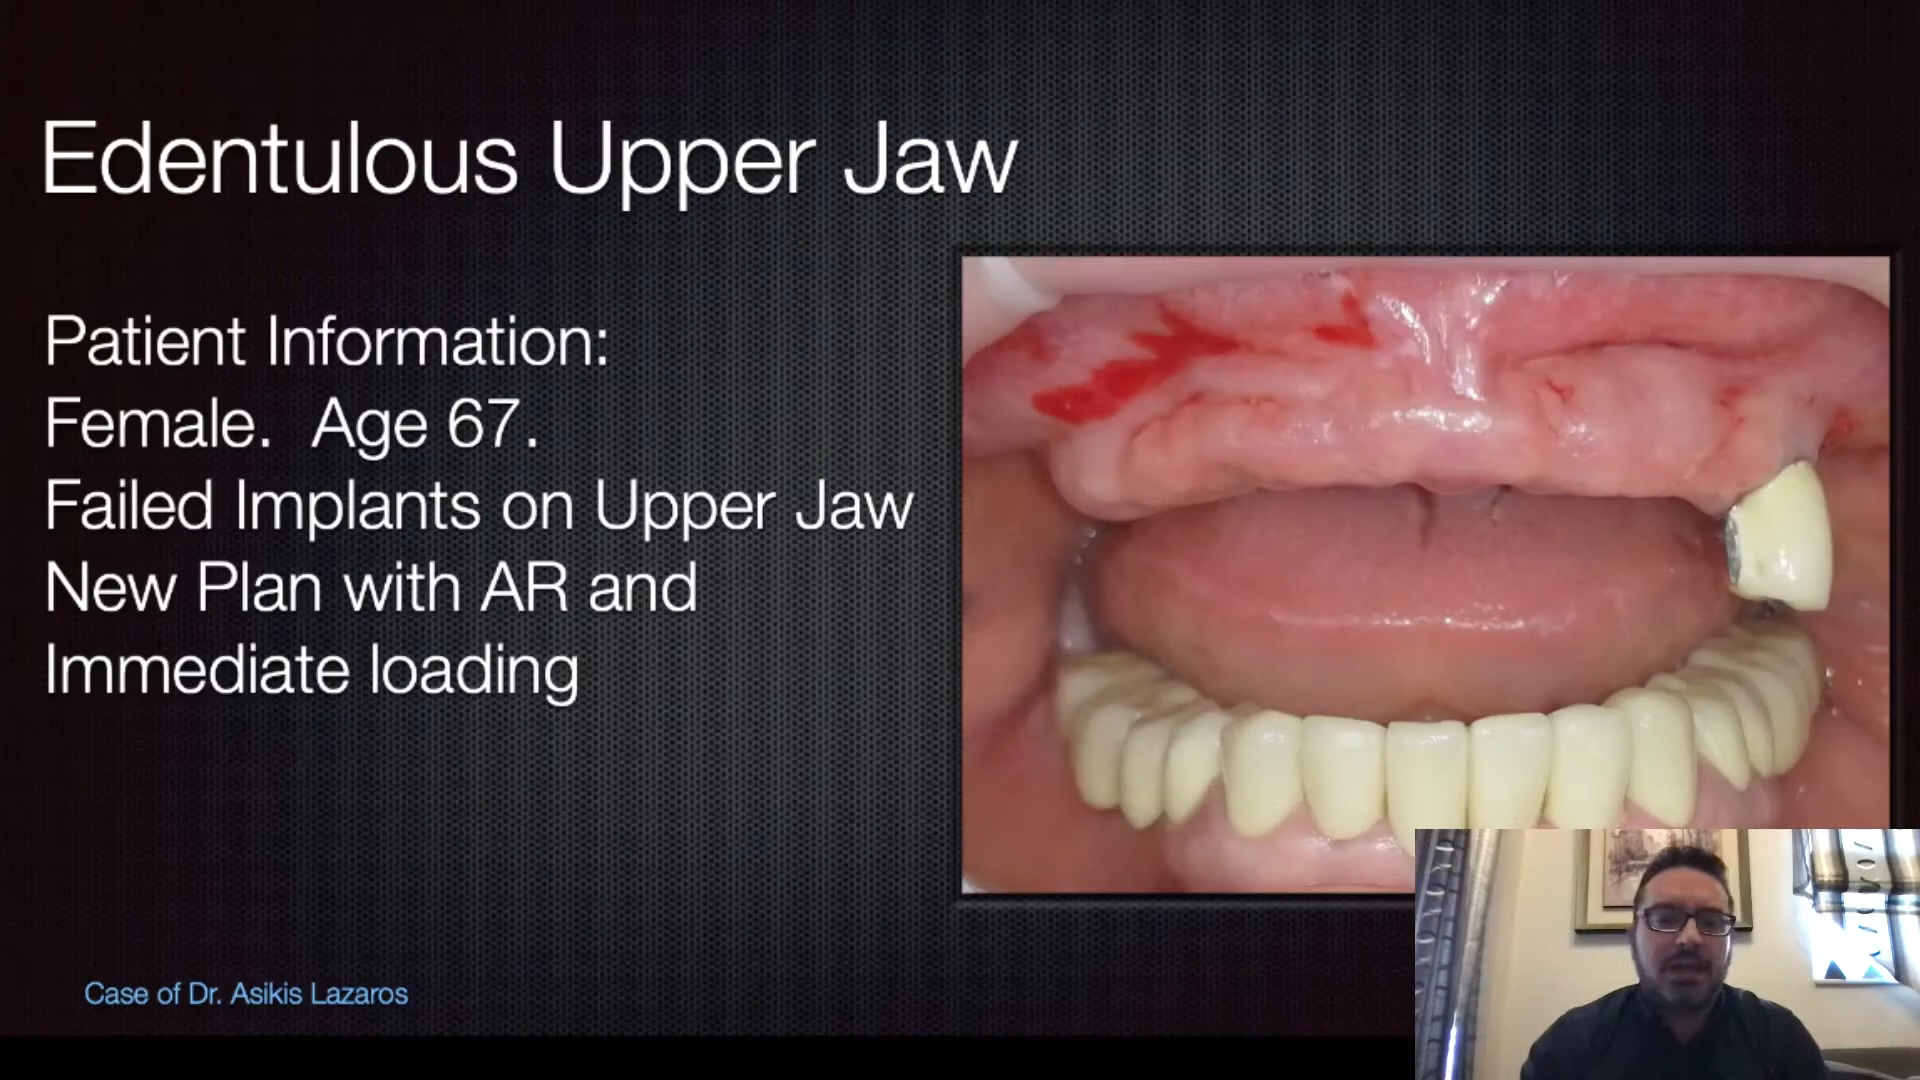 Edentulous Upper Jaw
Patient Information:
Female.  Age 67.
Failed Implants on Upper Jaw
New Plan with AR and
Immediate loading
Case of Dr. Asikis Lazaros